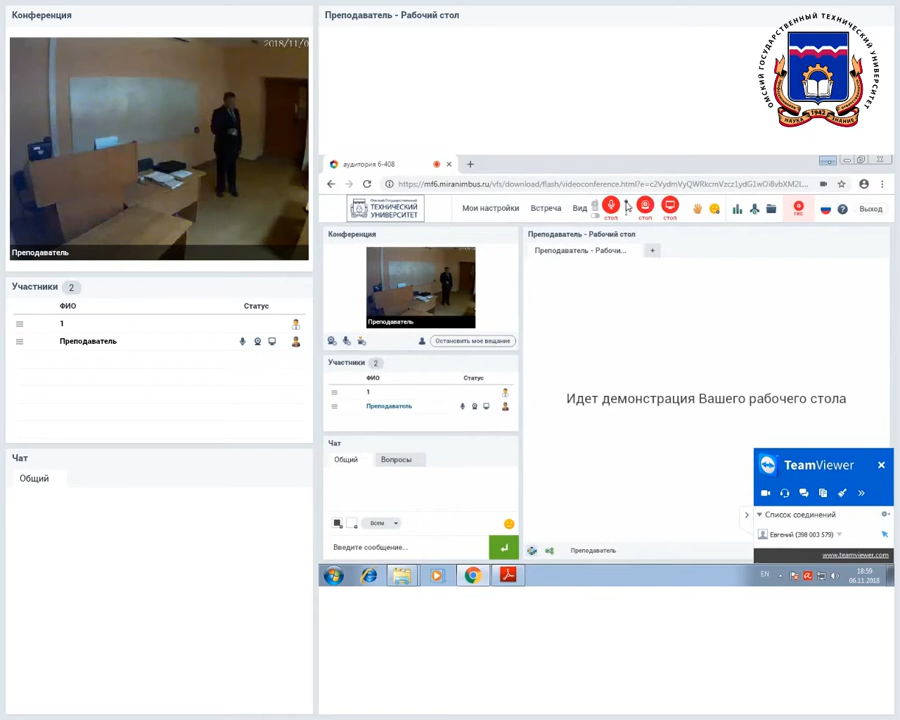 Конференция
2018/11/0
Преподаватель
Участники 2
ФИО Статус
1
Преподаватель
Чат
Общий
Преподаватель - Рабочий стол
ОМСКИЙ ГОСУДАРСТВЕННЫЙ ТЕХНИЧЕСКИЙ УНИВЕРСИТЕТ
НАУКА 1942 ЗНАНИЕ
аудитория 6-408
https://mf6.miranimbus.ru/vfs/download/flash/videoconference.html?e=c2VydmVyQWRkcmVzcz1ydG1wOi8vbXM2L...
ТЕХНИЧЕСКИЙ
УНИВЕРСИТЕТ
Мои настройки Встреча Вид стоп стоп стоп Выход
Конференция
Преподаватель
Остановить мое вещание
Участники 2
ФИО Статус
1
Преподаватель
Чат
Общий Вопросы
Всем
Введите сообщение...
Преподаватель - Рабочий стол
Преподаватель - Рабочи... +
Идет демонстрация Вашего рабочего стола
Преподаватель
TeamViewer
Список соединений
Евгений (398 003 579)
www.teamviewer.com
EN
18:59
06.11.2018